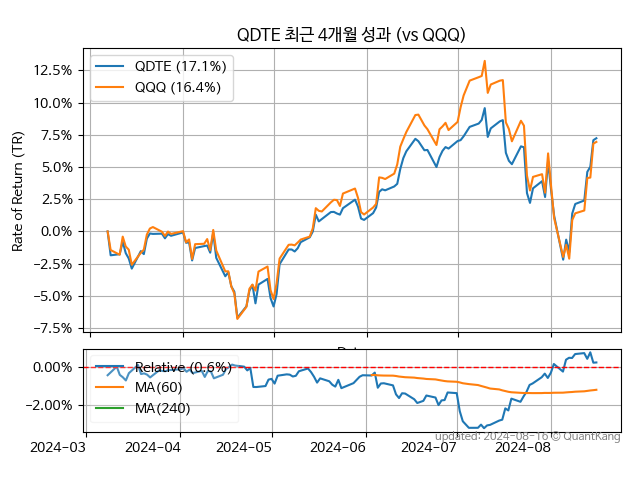 QDTE 최근 4개월 성과 (vs QQQ)
QDTE (17.1%)
QQQ (16.4%)
Rate of Return (TR)
12.5%
10.0%
7.5%
5.0%
2.5%
0.0%
−2.5%
−5.0%
−7.5%
0.00%
−2.00%
Relative (0.6%)
MA(60)
MA(240)
2024-03
2024-04
2024-05
2024-06
2024-07
2024-08
updated: 2024-08-16 © QuantKang